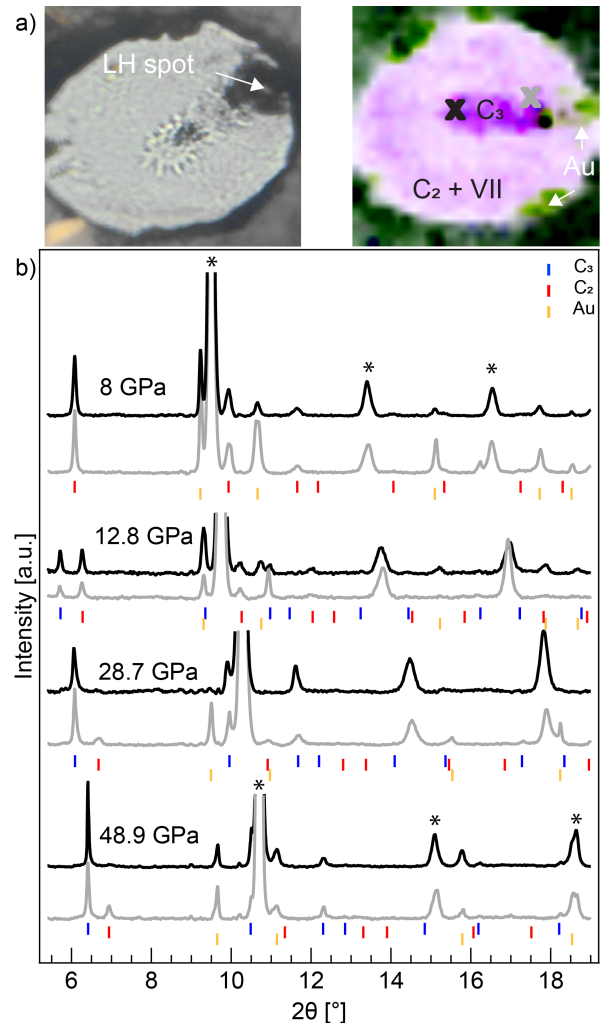 a)
LH spot
X C₃ X
Au
C₂ + VII
b)
*
C₃
C₂
Au
8 GPa
* *
12.8 GPa
28.7 GPa
48.9 GPa
* * *
Intensity [a.u.]
6 8 10 12 14 16 18
2θ [°]